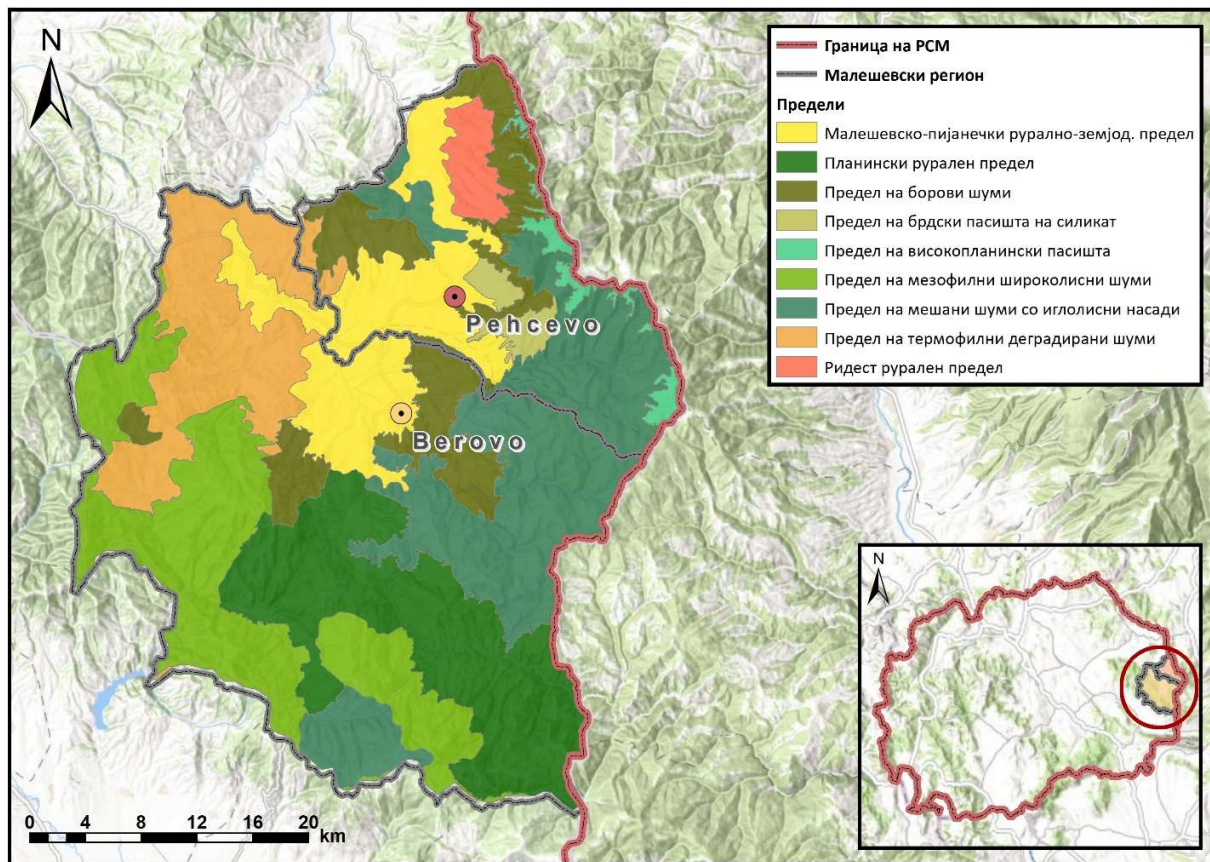 N
Граница на РСМ
Малешевски регион
Предели
Малешевско-пијанечки рурално-земјод. предел
Планински рурален предел
Предел на борови шуми
Предел на брдски пасишта на силикат
Предел на високопланински пасишта
Предел на мезофилни широколисни шуми
Предел на мешани шуми со иглолисни насади
Предел на термофилни деградирани шуми
Ридест рурален предел
Pehcevo
Berovo
N
0 4 8 12 16 20
km